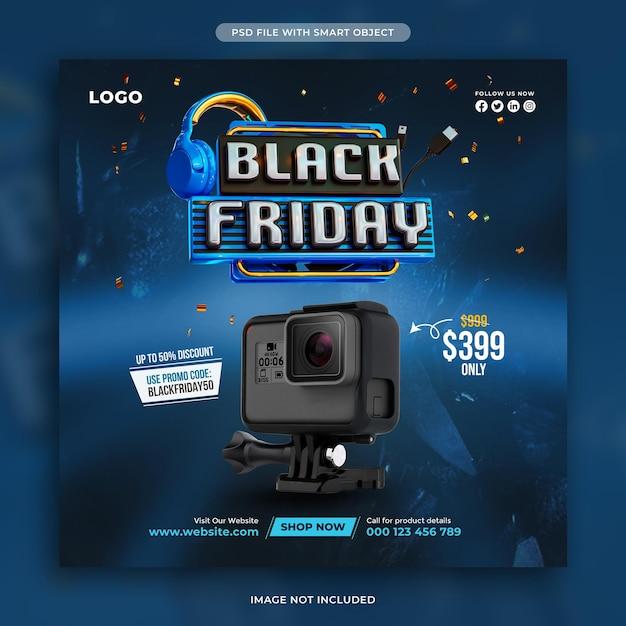 PSD FILE WITH SMART OBJECT
LOGO
FOLLOW US NOW
BLACK
FRIDAY
$999
$399
ONLY
UP TO 50% DISCOUNT
USE PROMO CODE:
BLACKFRIDAY50
00:06
Visit Our Website
www.website.com
SHOP NOW
Call for product details
000 123 456 789
IMAGE NOT INCLUDED